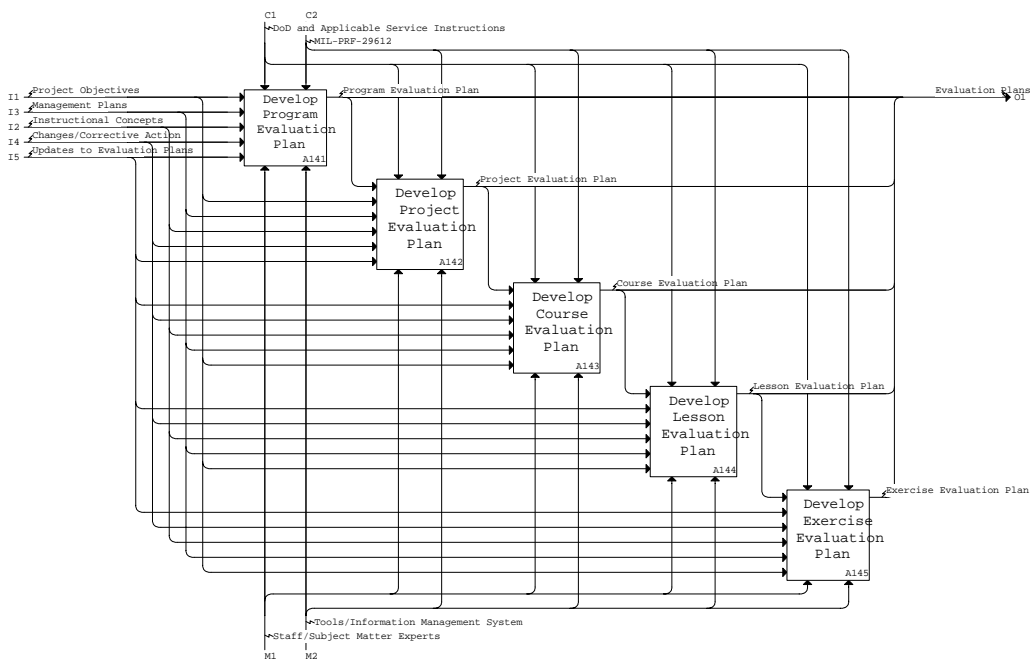 C1
C2
DoD and Applicable Service Instructions
MIL-PRF-29612
I1
Project Objectives
I3
Management Plans
I2
Instructional Concepts
I4
Changes/Corrective Action
I5
Updates to Evaluation Plans
Develop
Program
Evaluation
Plan
A141
Program Evaluation Plan
Evaluation Plans
O1
Develop
Project
Evaluation
Plan
A142
Project Evaluation Plan
Develop
Course
Evaluation
Plan
A143
Course Evaluation Plan
Develop
Lesson
Evaluation
Plan
A144
Lesson Evaluation Plan
Develop
Exercise
Evaluation
Plan
A145
Exercise Evaluation Plan
Tools/Information Management System
Staff/Subject Matter Experts
M1
M2